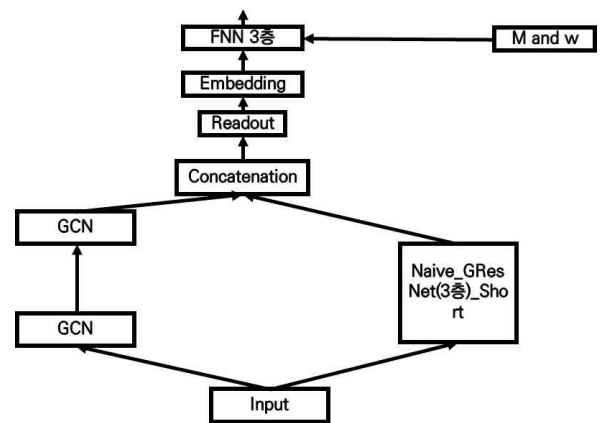 FNN 3층
M and w
Embedding
Readout
Concatenation
GCN
Naive_GRes
Net(3층)_Sho
rt
GCN
Input